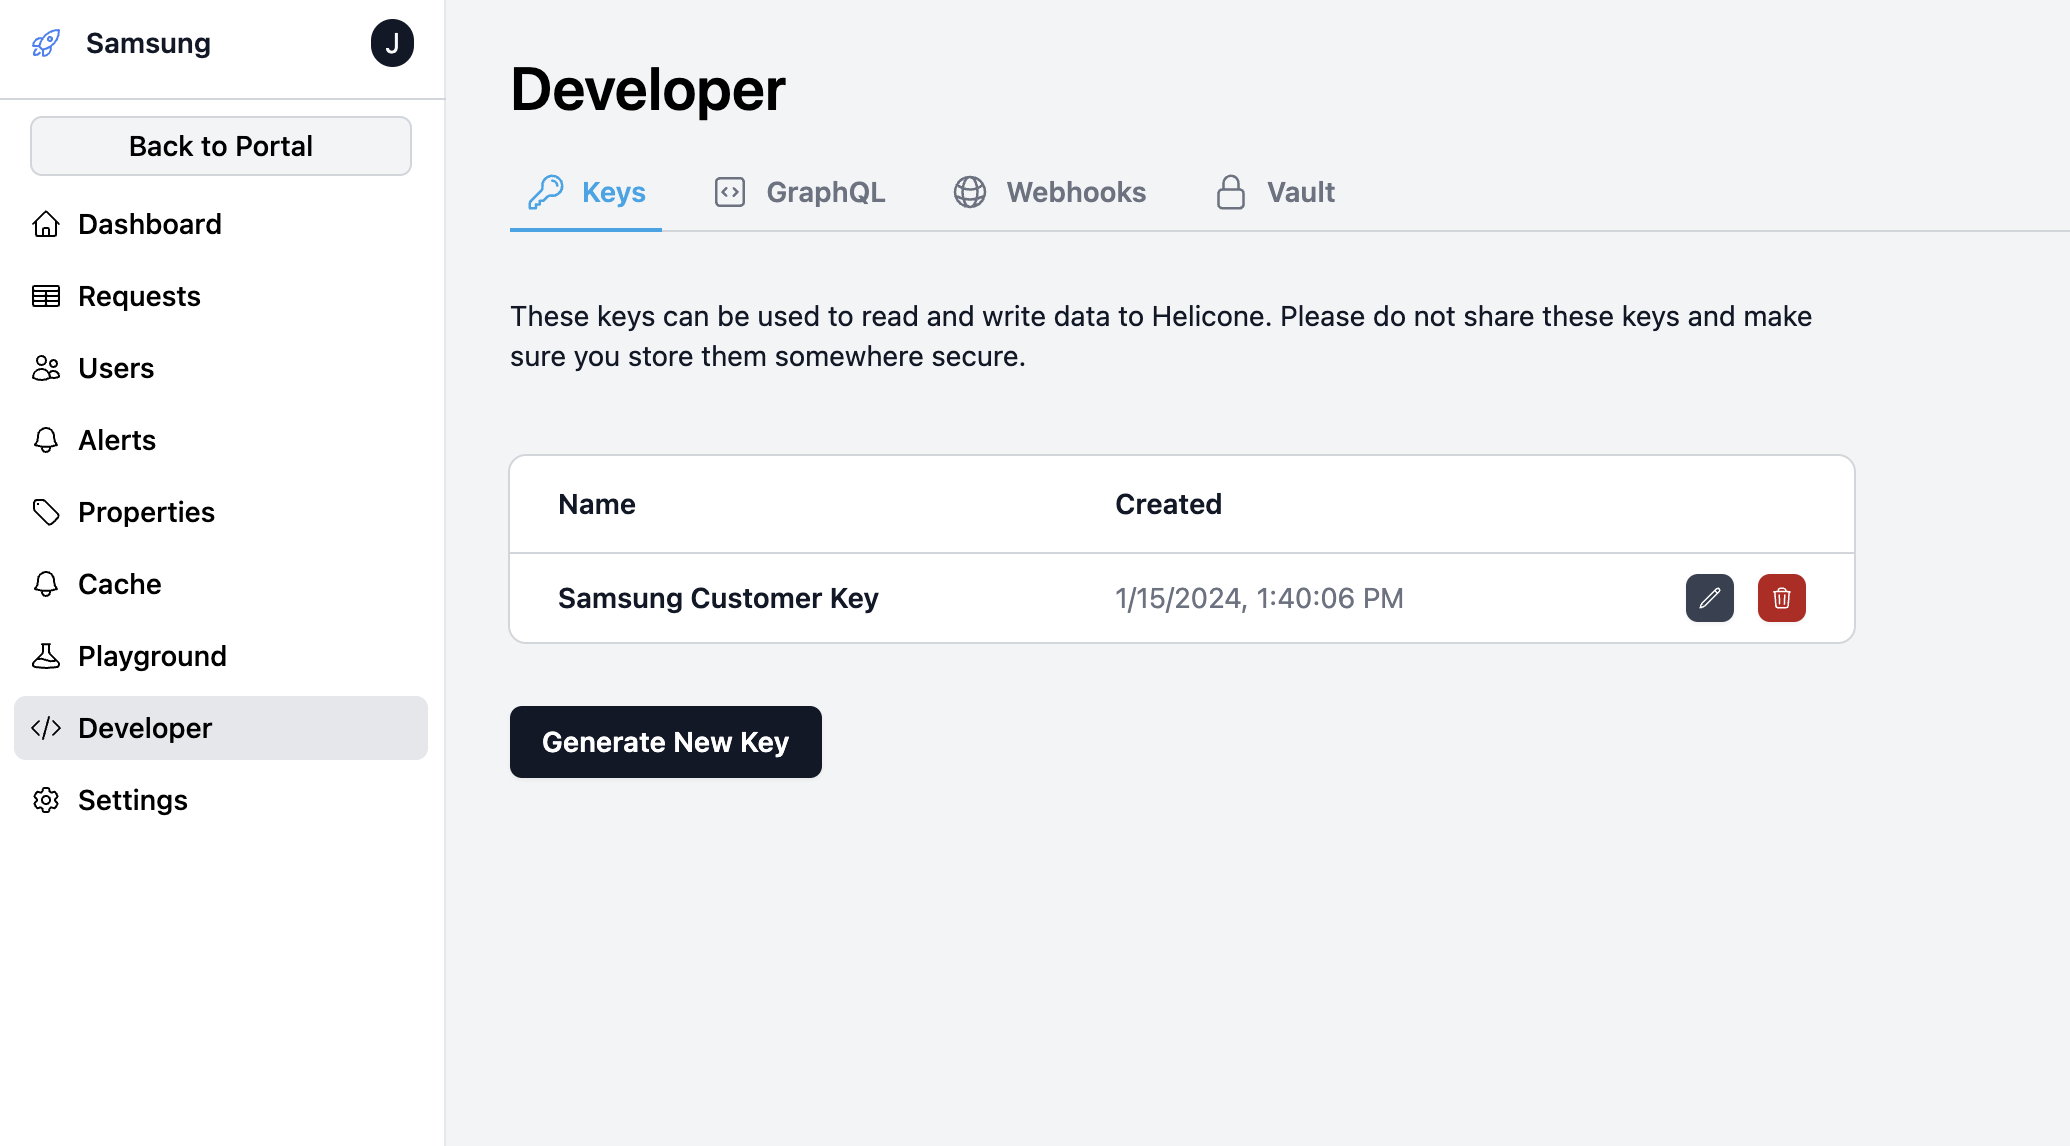 Samsung
J
Back to Portal
Dashboard
Requests
Users
Alerts
Properties
Cache
Playground
Developer
Settings
Developer
Keys
GraphQL
Webhooks
Vault
These keys can be used to read and write data to Helicone. Please do not share these keys and make
sure you store them somewhere secure.
Name Created
Samsung Customer Key 1/15/2024, 1:40:06 PM
Generate New Key